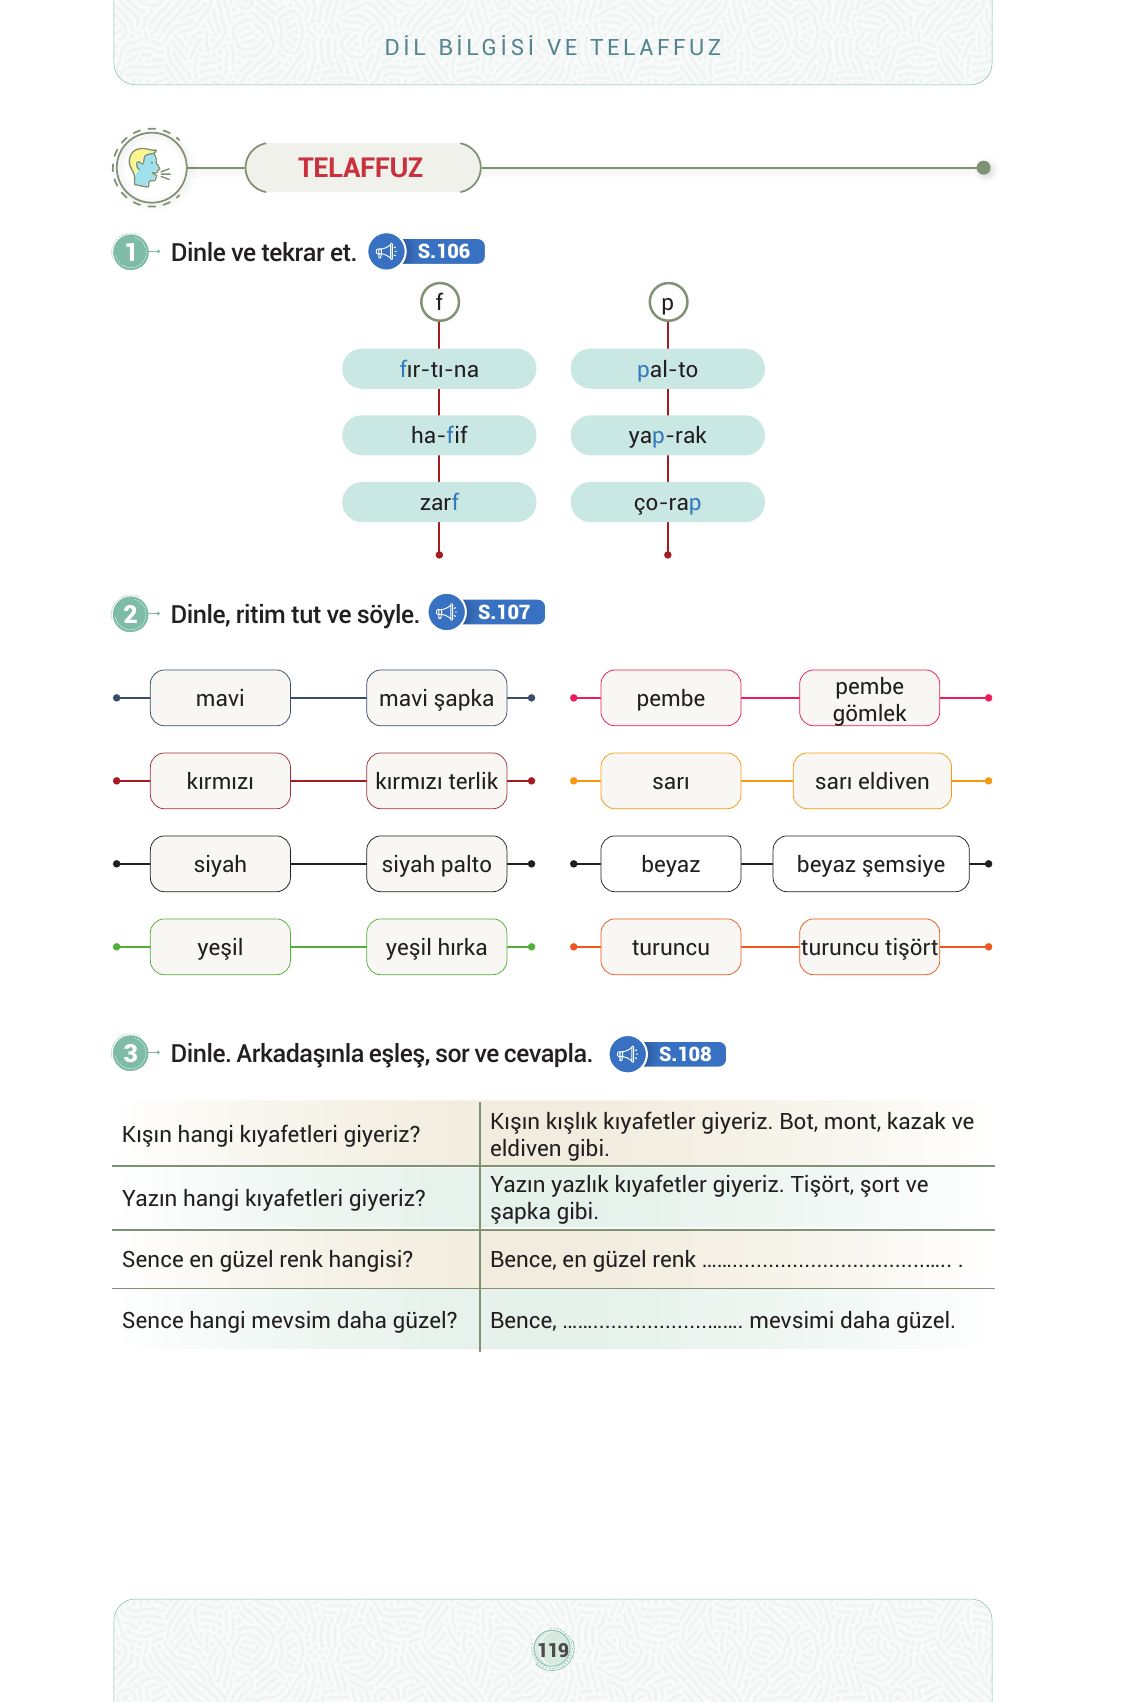 DİL BİLGİSİ VE TELAFFUZ
TELAFFUZ
1 Dinle ve tekrar et. S.106
f
fır-tı-na
ha-fif
zarf
p
pal-to
yap-rak
ço-rap
2 Dinle, ritim tut ve söyle. S.107
mavi mavi şapka
pembe pembe
gömlek
kırmızı kırmızı terlik
sarı sarı eldiven
siyah siyah palto
beyaz beyaz şemsiye
yeşil yeşil hırka
turuncu turuncu tişört
3 Dinle. Arkadaşınla eşleş, sor ve cevapla. S.108
Kışın hangi kıyafetleri giyeriz?
Kışın kışlık kıyafetler giyeriz. Bot, mont, kazak ve
eldiven gibi.
Yazın hangi kıyafetleri giyeriz?
Yazın yazlık kıyafetler giyeriz. Tişört, şort ve
şapka gibi.
Sence en güzel renk hangisi?
Bence, en güzel renk .......................................... .
Sence hangi mevsim daha güzel?
Bence, .............................. mevsimi daha güzel.
119